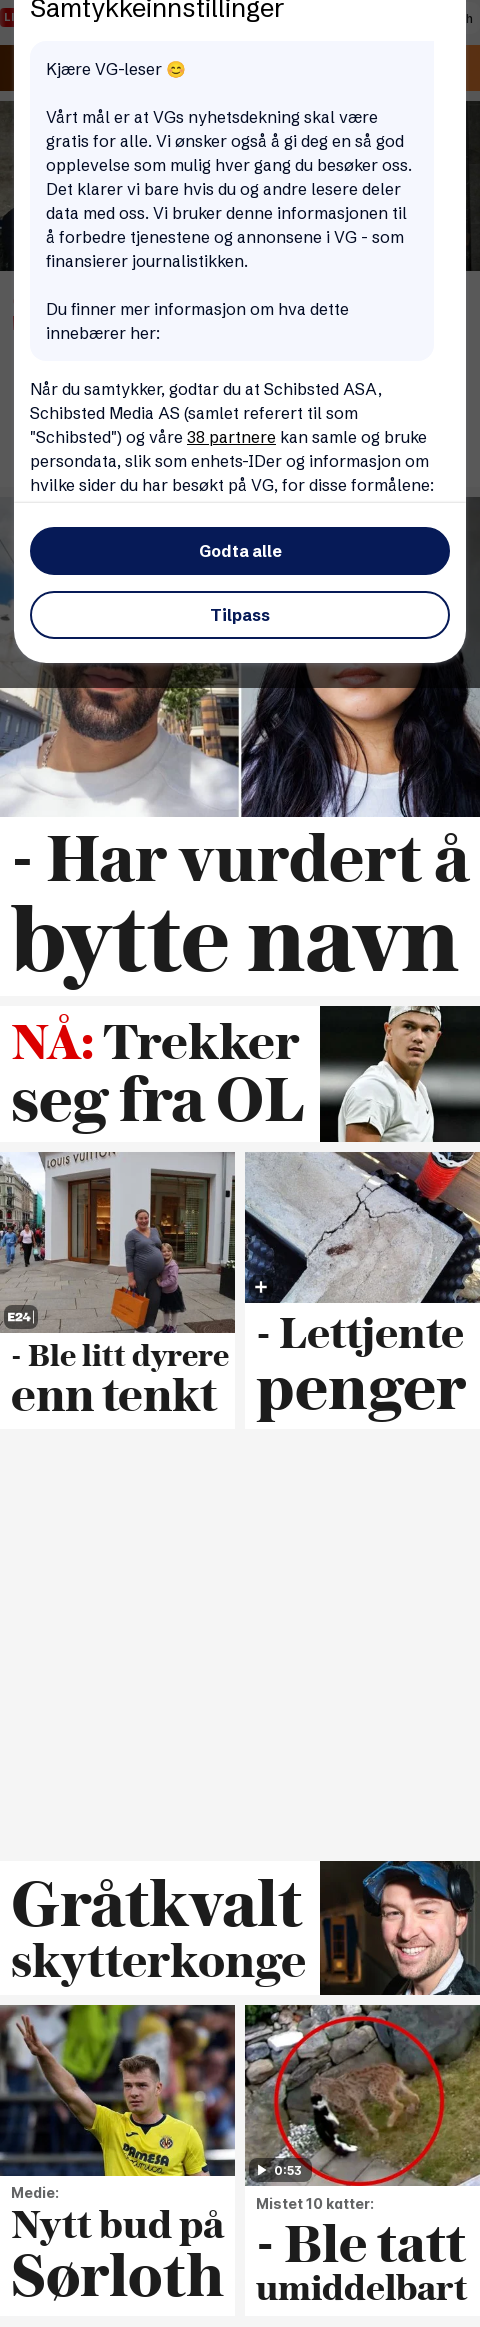 Samtykkeinnstillinger
Kjære VG-leser 😊
Vårt mål er at VGs nyhetsdekning skal være
gratis for alle. Vi ønsker også å gi deg en så god
opplevelse som mulig hver gang du besøker oss.
Det klarer vi bare hvis du og andre lesere deler
data med oss. Vi bruker denne informasjonen til
å forbedre tjenestene og annonsene i VG - som
finansierer journalistikken.
Du finner mer informasjon om hva dette
innebærer her:
Når du samtykker, godtar du at Schibsted ASA,
Schibsted Media AS (samlet referert til som
"Schibsted") og våre 38 partnere kan samle og bruke
persondata, slik som enhets-IDer og informasjon om
hvilke sider du har besøkt på VG, for disse formålene:
Godta alle
Tilpass
- Har vurdert å
bytte navn
NÅ: Trekker
seg fra OL
LOUIS VUITTON
E24
- Ble litt dyrere
enn tenkt
- Lettjente
penger
Gråtkvalt
skytterkonge
PAMESA
Medie:
Nytt bud på
Sørloth
0:53
Mistet 10 katter:
- Ble tatt
umiddelbart